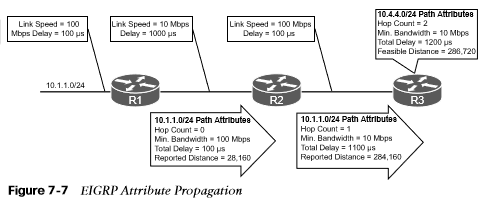 Link Speed = 100
Mbps Delay = 100 µs
Link Speed = 10 Mbps
Delay = 1000 µs
Link Speed = 100 Mbps
Delay = 100 µs
10.4.4.0/24 Path Attributes
Hop Count = 2
Min. Bandwidth = 10 Mbps
Total Delay = 1200 µs
Feasible Distance = 286,720
10.1.1.0/24
R1
R2
R3
10.1.1.0/24 Path Attributes
Hop Count = 0
Min. Bandwidth = 100 Mbps
Total Delay = 100 µs
Reported Distance = 28,160
10.1.1.0/24 Path Attributes
Hop Count = 1
Min. Bandwidth = 10 Mbps
Total Delay = 1100 µs
Reported Distance = 284,160
Figure 7-7 EIGRP Attribute Propagation